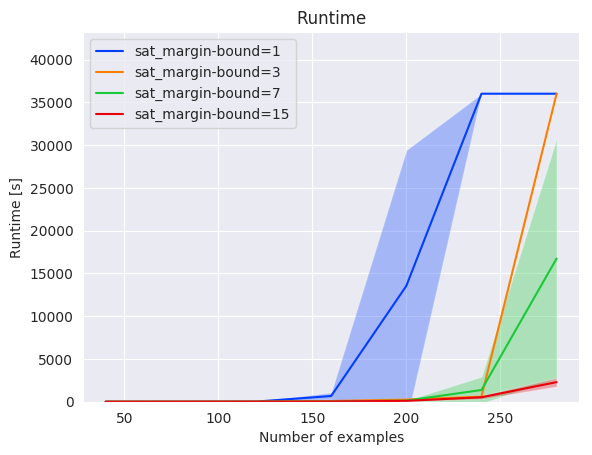 Runtime
sat_margin-bound=1
sat_margin-bound=3
sat_margin-bound=7
sat_margin-bound=15
40000
35000
30000
25000
20000
15000
10000
5000
0
Runtime [s]
50 100 150 200 250
Number of examples